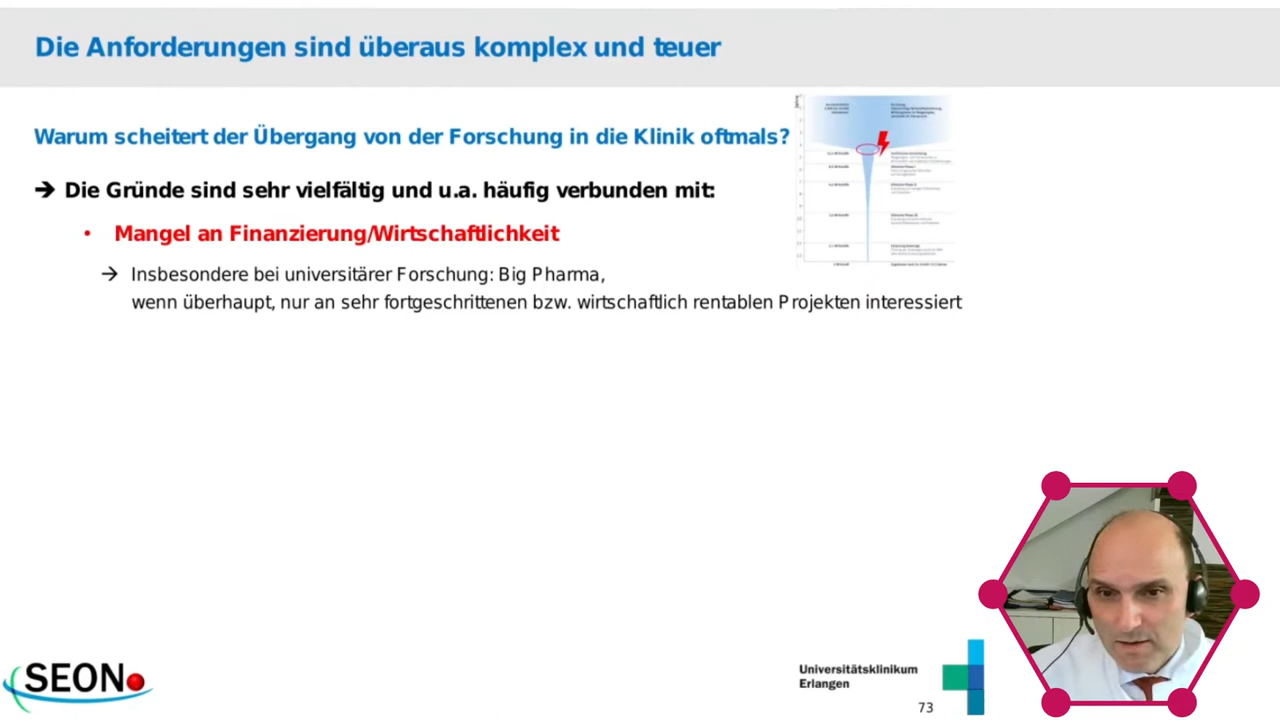 Die Anforderungen sind überaus komplex und teuer
Warum scheitert der Übergang von der Forschung in die Klinik oftmals?
➔ Die Gründe sind sehr vielfältig und u.a. häufig verbunden mit:
• Mangel an Finanzierung/Wirtschaftlichkeit
→ Insbesondere bei universitärer Forschung: Big Pharma,
wenn überhaupt, nur an sehr fortgeschrittenen bzw. wirtschaftlich rentablen Projekten interessiert
SEON
Universitätsklinikum
Erlangen
73